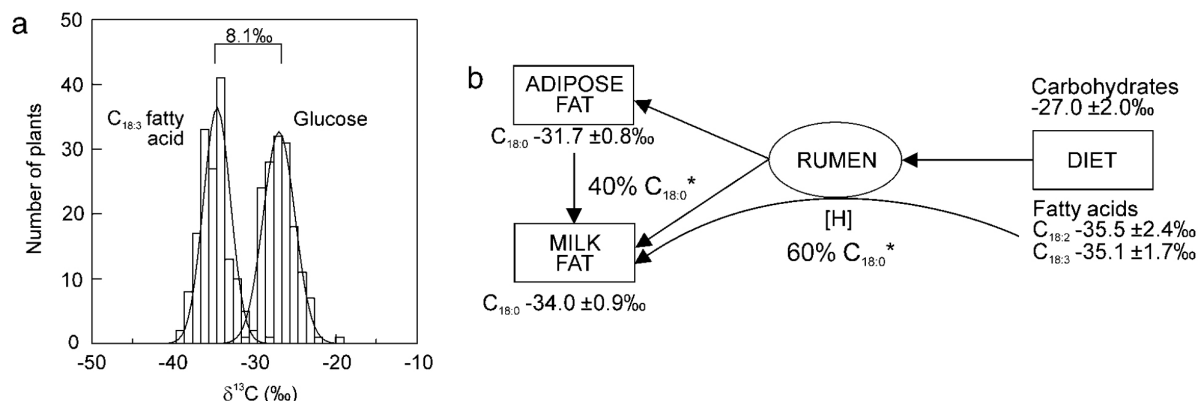 a
50
40
30
20
10
0
Number of plants
8.1‰
C18:3 fatty
acid
Glucose
-50
-40
-30
-20
-10
δ13C (‰)
b
ADIPOSE
FAT
C18:0 -31.7 ±0.8‰
40% C18:0*
MILK
FAT
C18:0 -34.0 ±0.9‰
RUMEN
[H]
60% C18:0*
Carbohydrates
-27.0 ±2.0‰
DIET
Fatty acids
C18:2 -35.5 ±2.4‰
C18:3 -35.1 ±1.7‰